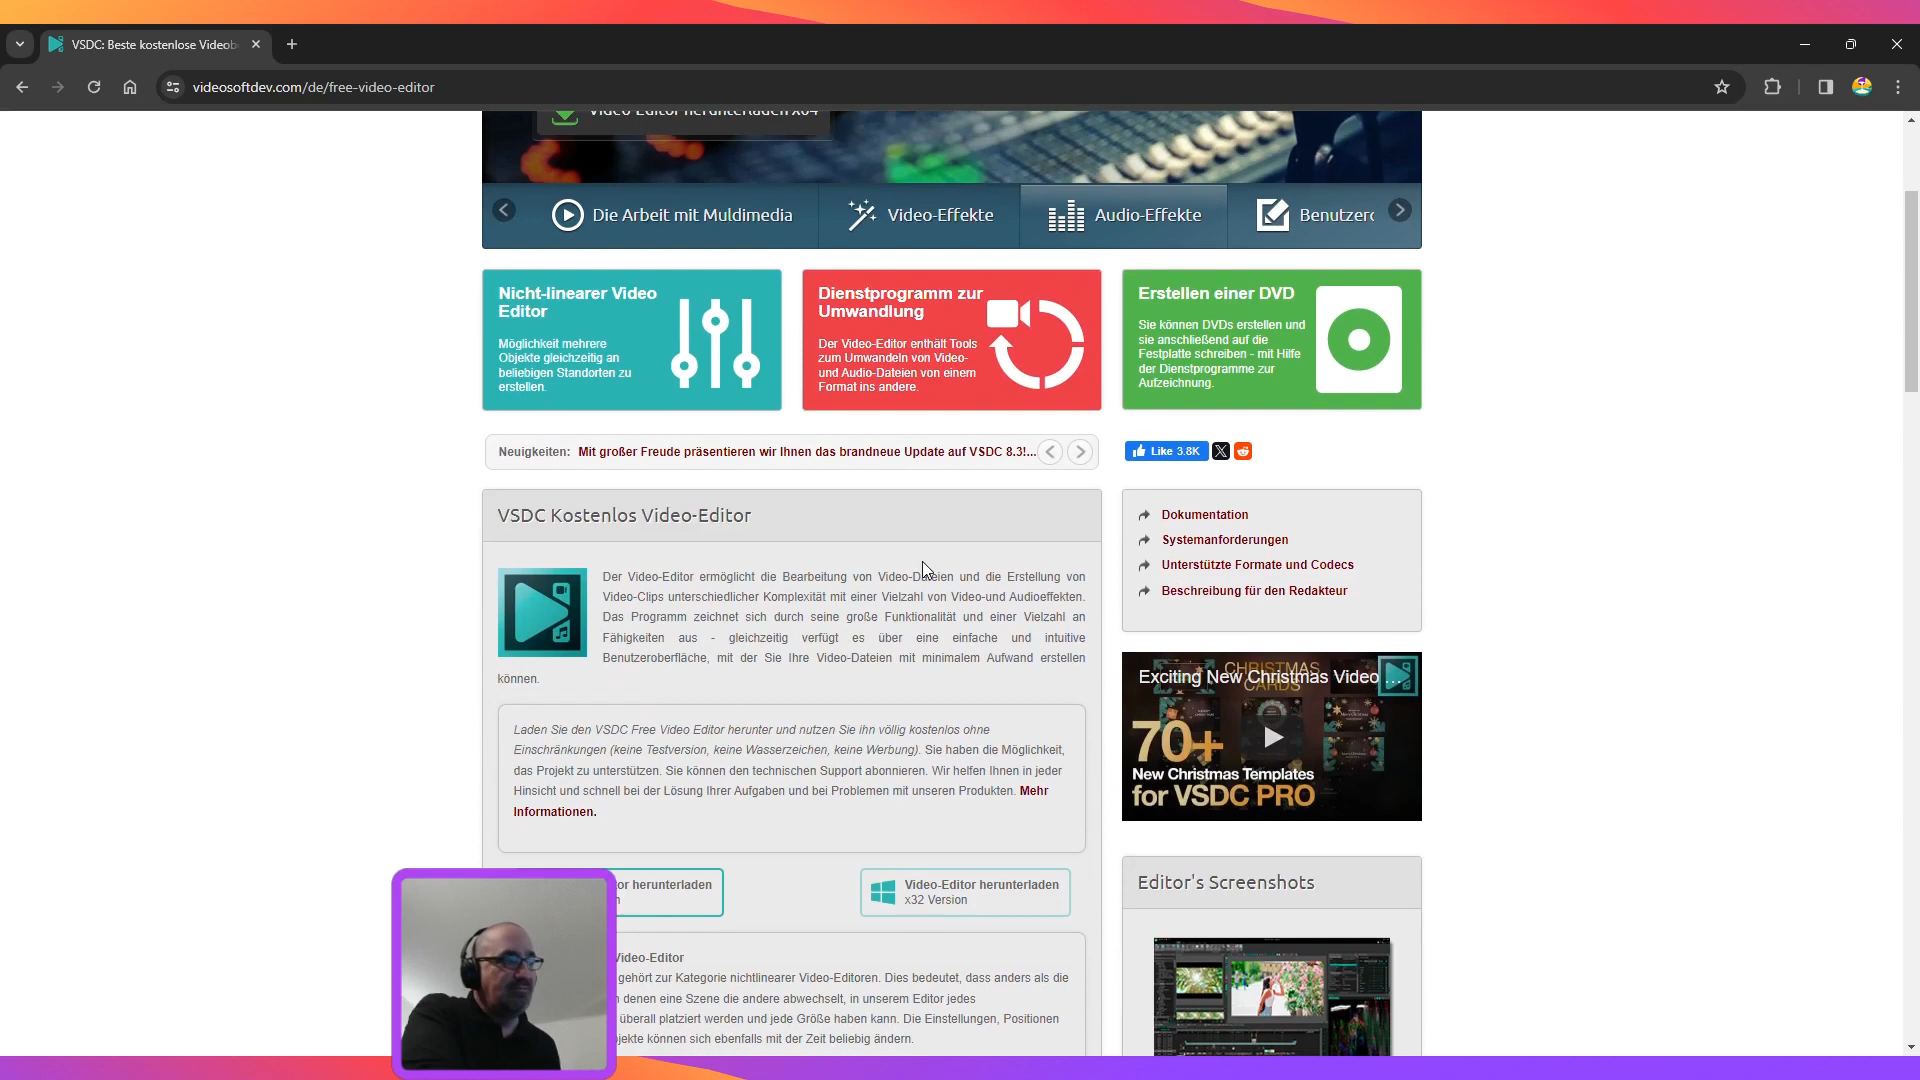 VSDC: Beste kostenlose Videob
videosoftdev.com/de/free-video-editor
Video Editor herunterladen x64
Die Arbeit mit Muldimedia
Video-Effekte
Audio-Effekte
Benutzer
Nicht-linearer Video
Editor
Möglichkeit mehrere
Objekte gleichzeitig an
beliebigen Standorten zu
erstellen.
Dienstprogramm zur
Umwandlung
Der Video-Editor enthält Tools
zum Umwandeln von Video-
und Audio-Dateien von einem
Format ins andere.
Erstellen einer DVD
Sie können DVDs erstellen und
sie anschließend auf die
Festplatte schreiben - mit Hilfe
der Dienstprogramme zur
Aufzeichnung.
Neuigkeiten: Mit großer Freude präsentieren wir Ihnen das brandneue Update auf VSDC 8.3!...
Like 3.8K
VSDC Kostenlos Video-Editor
Der Video-Editor ermöglicht die Bearbeitung von Video-Dateien und die Erstellung von
Video-Clips unterschiedlicher Komplexität mit einer Vielzahl von Video-und Audioeffekten.
Das Programm zeichnet sich durch seine große Funktionalität und einer Vielzahl an
Fähigkeiten aus - gleichzeitig verfügt es über eine einfache und intuitive
Benutzeroberfläche, mit der Sie Ihre Video-Dateien mit minimalem Aufwand erstellen
können.
Laden Sie den VSDC Free Video Editor herunter und nutzen Sie ihn völlig kostenlos ohne
Einschränkungen (keine Testversion, keine Wasserzeichen, keine Werbung). Sie haben die Möglichkeit,
das Projekt zu unterstützen. Sie können den technischen Support abonnieren. Wir helfen Ihnen in jeder
Hinsicht und schnell bei der Lösung Ihrer Aufgaben und bei Problemen mit unseren Produkten. Mehr
Informationen.
or herunterladen
n
Video-Editor herunterladen
x32 Version
Video-Editor
gehört zur Kategorie nichtlinearer Video-Editoren. Dies bedeutet, dass anders als die
n denen eine Szene die andere abwechselt, in unserem Editor jedes
überall platziert werden und jede Größe haben kann. Die Einstellungen, Positionen
jekte können sich ebenfalls mit der Zeit beliebig ändern.
Dokumentation
Systemanforderungen
Unterstützte Formate und Codecs
Beschreibung für den Redakteur
Exciting New Christmas Video ...
CHRISTMAS
CARDS
70+
New Christmas Templates
for VSDC PRO
Editor's Screenshots